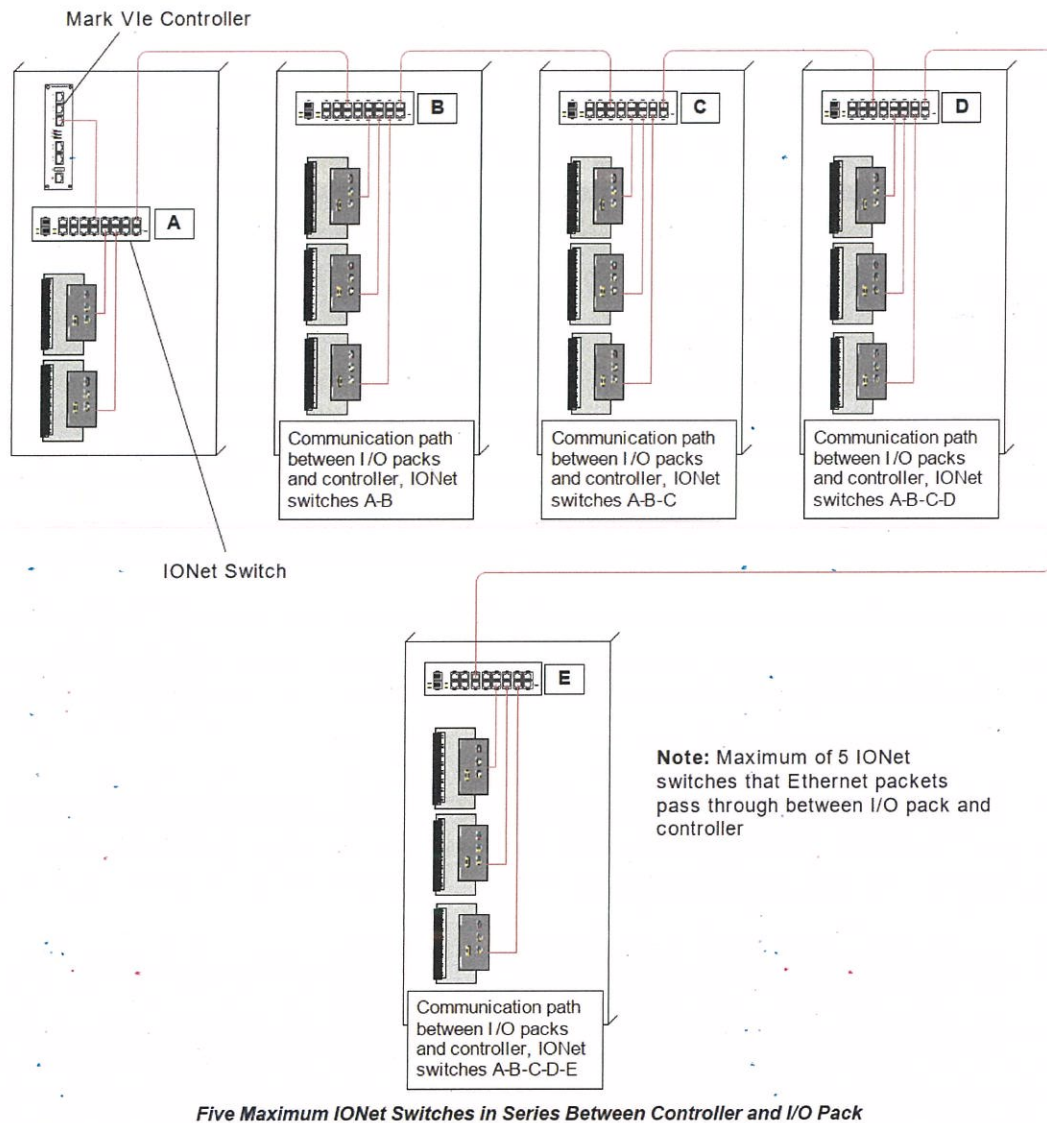 Mark VIe Controller
A
B
C
D
Communication path
between I/O packs
and controller, IONet
switches A-B
Communication path
between I/O packs
and controller, IONet
switches A-B-C
Communication path
between I/O packs
and controller, IONet
switches A-B-C-D
IONet Switch
E
Note: Maximum of 5 IONet
switches that Ethernet packets
pass through between I/O pack and
controller
Communication path
between I/O packs
and controller, IONet
switches A-B-C-D-E
Five Maximum IONet Switches in Series Between Controller and I/O Pack